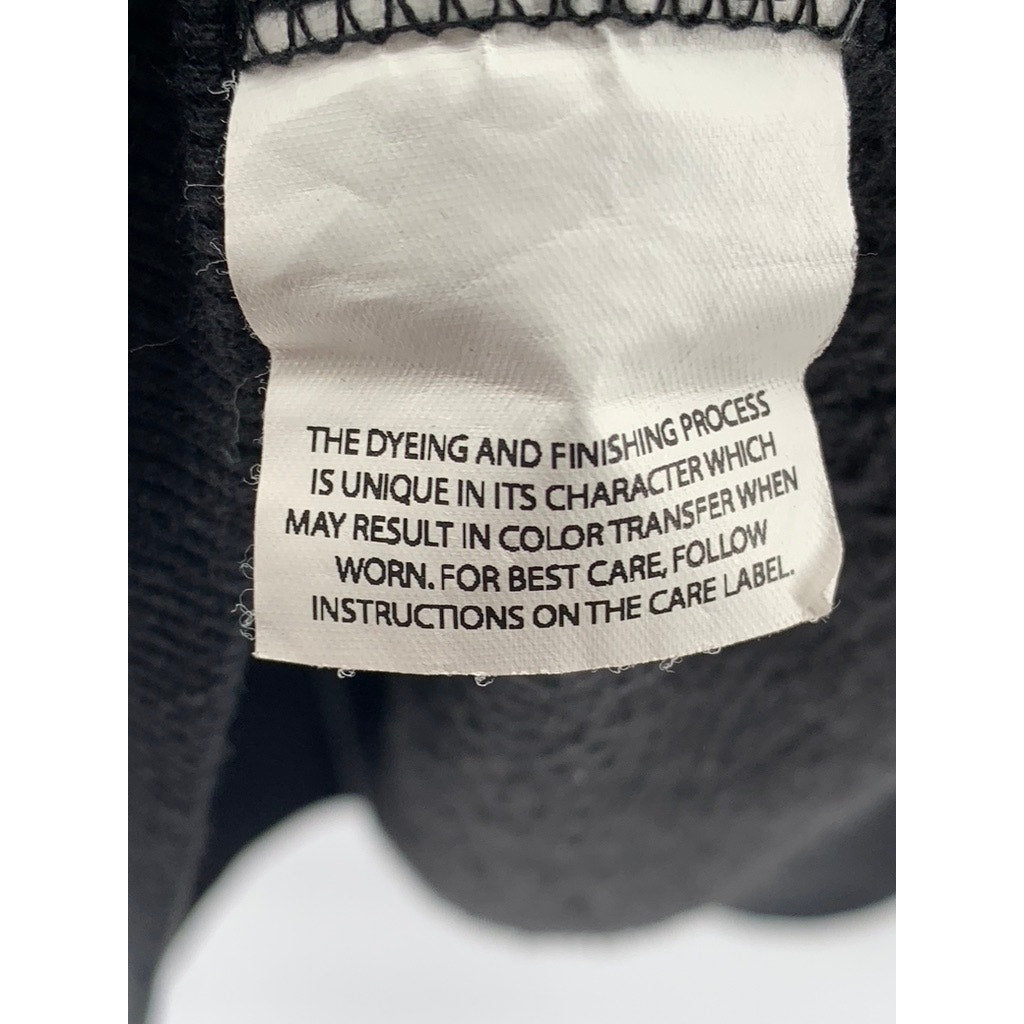 THE DYEING AND FINISHING PROCESS
IS UNIQUE IN ITS CHARACTER WHICH
MAY RESULT IN COLOR TRANSFER WHEN
WORN. FOR BEST CARE, FOLLOW
INSTRUCTIONS ON THE CARE LABEL.